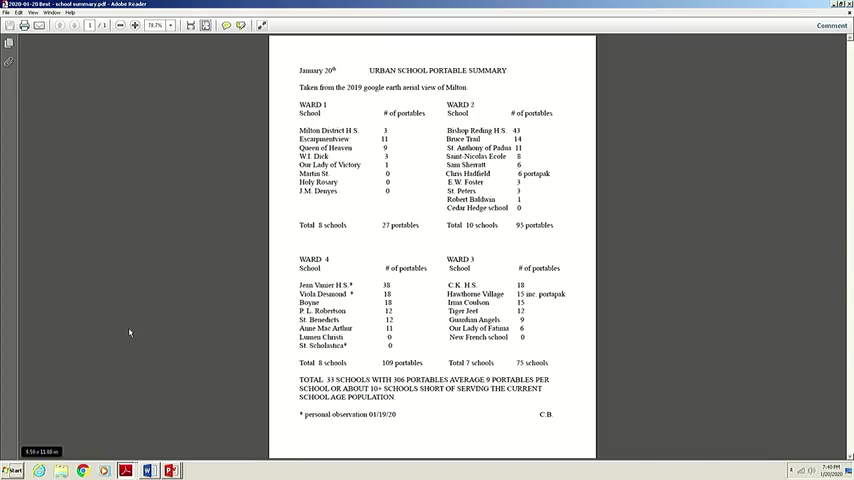 2020-01-20 Best - school summary.pdf - Adobe Reader
File Edit View Window Help
1 / 1 78.7% Comment
January 20th URBAN SCHOOL PORTABLE SUMMARY
Taken from the 2019 google earth aerial view of Milton.
WARD 1
School # of portables
Milton District H.S. 3
Escarpmentview 11
Queen of Heaven 9
W.I. Dick 3
Our Lady of Victory 1
Martin St. 0
Holy Rosary 0
J.M. Denyes 0
Total 8 schools 27 portables
WARD 2
School # of portables
Bishop Reding H.S. 43
Bruce Trail 14
St. Anthony of Padua 11
Saint-Nicolas Ecole 8
Sam Sherratt 6
Chris Hadfield 6 portapak
E.W. Foster 3
St. Peters 3
Robert Baldwin 1
Cedar Hedge school 0
Total 10 schools 95 portables
WARD 4
School # of portables
Jean Vanier H.S.* 38
Viola Desmond * 18
Boyne 18
P. L. Robertson 12
St. Benedicts 12
Anne Mac Arthur 11
Lumen Christi 0
St. Scholastica* 0
Total 8 schools 109 portables
WARD 3
School # of portables
C.K. H.S. 18
Hawthorne Village 15 inc. portapak
Irma Coulson 15
Tiger Jeet 12
Guardian Angels 9
Our Lady of Fatima 6
New French school 0
Total 7 schools 75 schools
TOTAL 33 SCHOOLS WITH 306 PORTABLES AVERAGE 9 PORTABLES PER
SCHOOL OR ABOUT 10+ SCHOOLS SHORT OF SERVING THE CURRENT
SCHOOL AGE POPULATION.
* personal observation 01/19/20 C.B.
8.50 x 11.00 in
Start
7:40 PM
1/20/2020